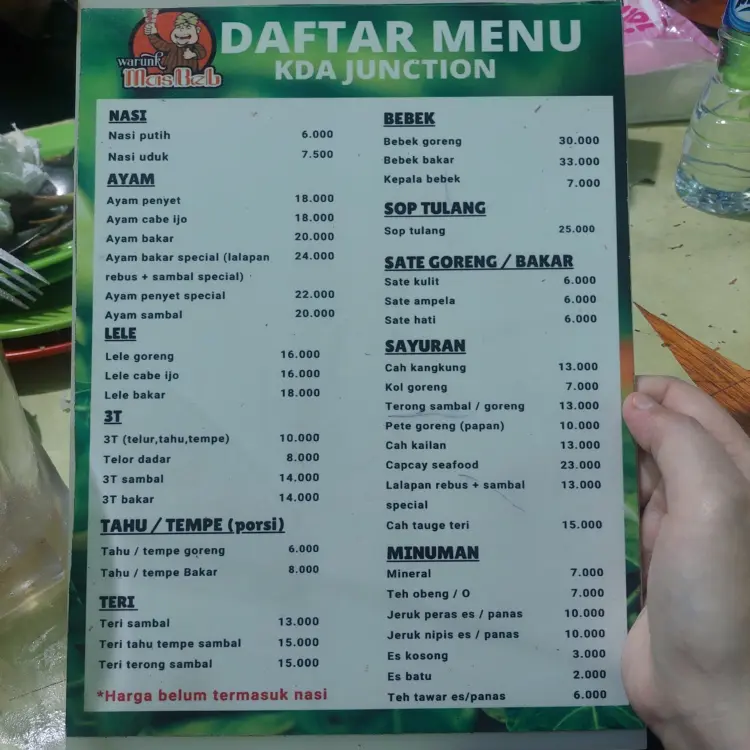 warunk
MasBeb
DAFTAR MENU
KDA JUNCTION
NASI
Nasi putih 6.000
Nasi uduk 7.500
AYAM
Ayam penyet 18.000
Ayam cabe ijo 18.000
Ayam bakar 20.000
Ayam bakar special (lalapan 24.000
rebus + sambal special)
Ayam penyet special 22.000
Ayam sambal 20.000
LELE
Lele goreng 16.000
Lele cabe ijo 16.000
Lele bakar 18.000
3T
3T (telur,tahu,tempe) 10.000
Telor dadar 8.000
3T sambal 14.000
3T bakar 14.000
TAHU / TEMPE (porsi)
Tahu / tempe goreng 6.000
Tahu / tempe Bakar 8.000
TERI
Teri sambal 13.000
Teri tahu tempe sambal 15.000
Teri terong sambal 15.000
*Harga belum termasuk nasi
BEBEK
Bebek goreng 30.000
Bebek bakar 33.000
Kepala bebek 7.000
SOP TULANG
Sop tulang 25.000
SATE GORENG / BAKAR
Sate kulit 6.000
Sate ampela 6.000
Sate hati 6.000
SAYURAN
Cah kangkung 13.000
Kol goreng 7.000
Terong sambal / goreng 13.000
Pete goreng (papan) 10.000
Cah kailan 13.000
Capcay seafood 23.000
Lalapan rebus + sambal 13.000
special
Cah tauge teri 15.000
MINUMAN
Mineral 7.000
Teh obeng / O 7.000
Jeruk peras es / panas 10.000
Jeruk nipis es / panas 10.000
Es kosong 3.000
Es batu 2.000
Teh tawar es/panas 6.000